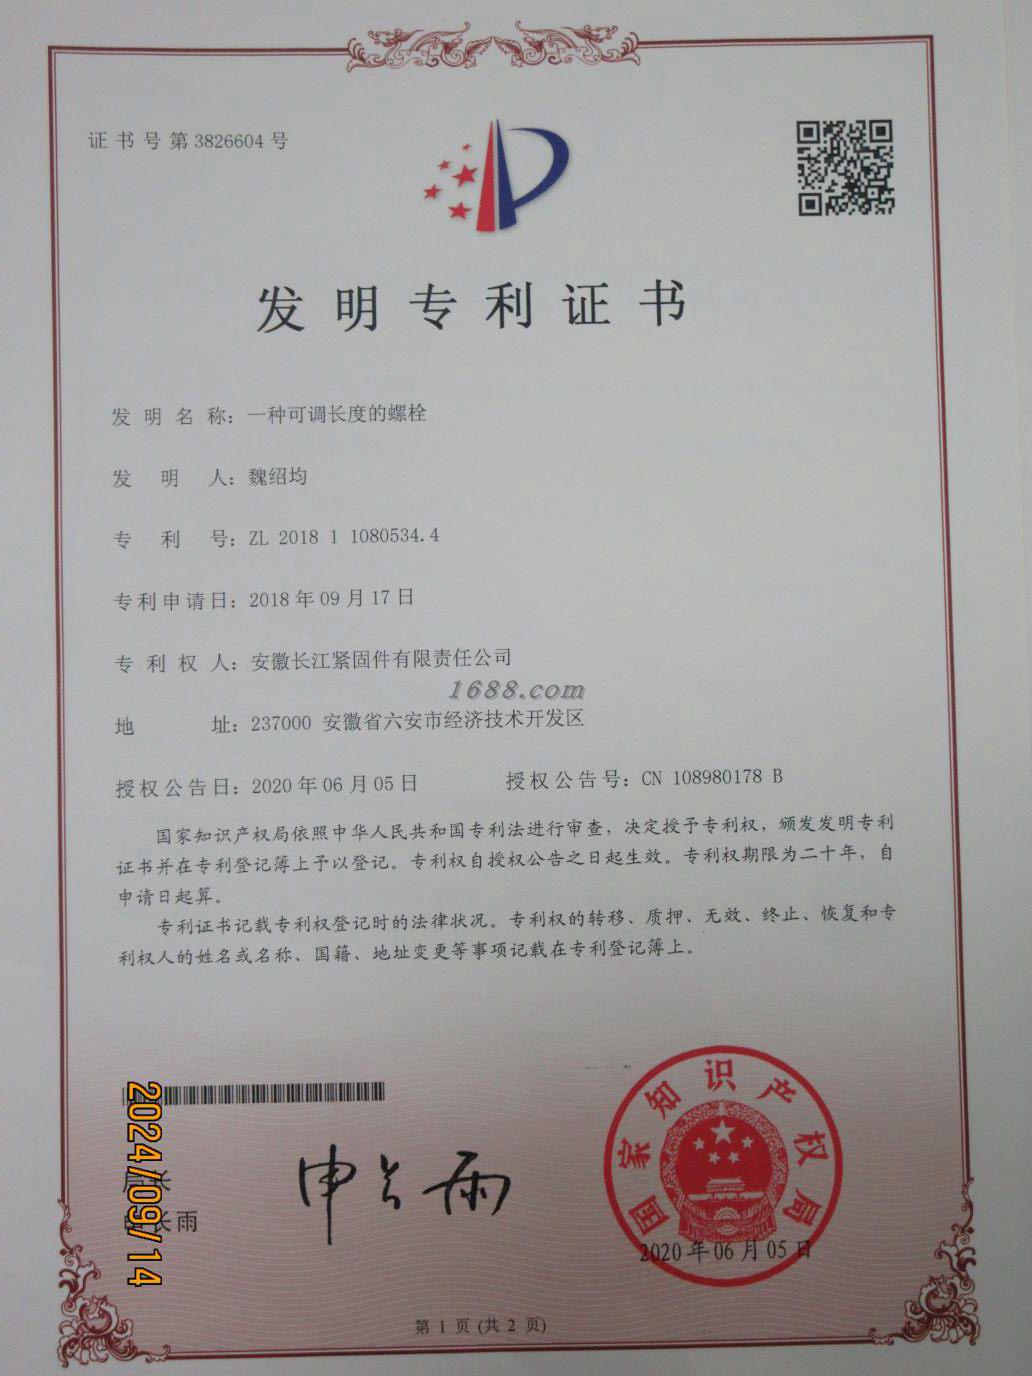 证书号第3826604号
发明专利证书
发明名称：一种可调长度的螺栓
发明人：魏绍均
专利号：ZL 2018 1 1080534.4
专利申请日：2018年09月17日
专利权人：安徽长江紧固件有限责任公司
1688.com
地址：237000 安徽省六安市经济技术开发区
授权公告日：2020年06月05日 授权公告号：CN 108980178 B
国家知识产权局依照中华人民共和国专利法进行审查，决定授予专利权，颁发发明专利
证书并在专利登记簿上予以登记。专利权自授权公告之日起生效。专利权期限为二十年，自
申请日起算。
专利证书记载专利权登记时的法律状况。专利权的转移、质押、无效、终止、恢复和专
利权人的姓名或名称、国籍、地址变更等事项记载在专利登记簿上。
2024/09/14
局长
申长雨
申长雨
国家知识产权局
2020年06月05日
第 1 页 (共 2 页)